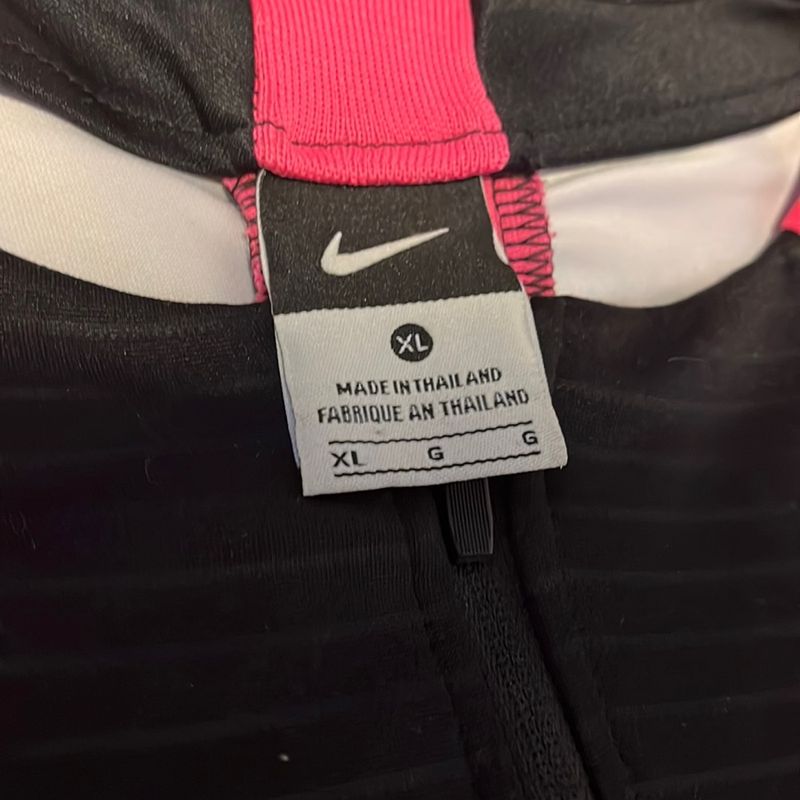 XL
MADE IN THAILAND
FABRIQUE AN THAILAND
XL G G